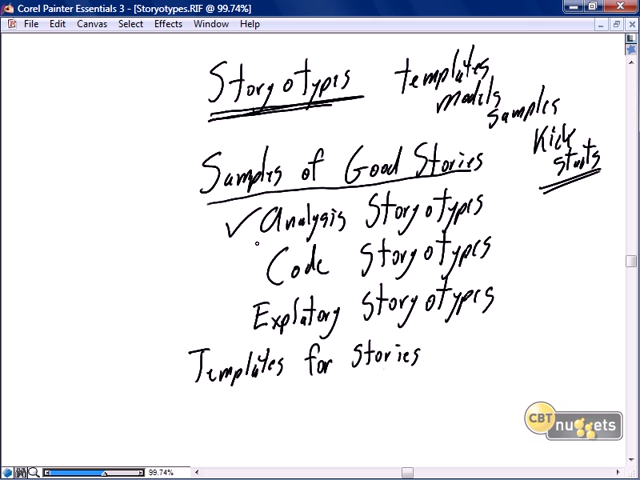 Corel Painter Essentials 3 - [Storyotypes.RIF @ 99.74%]
File Edit Canvas Select Effects Window Help
Storyotypes
templates
models
samples
Kick
starts
Samples of Good Stories
Analysis Storyotypes
Code Storyotypes
Explatory Storyotypes
Templates for stories
CBT nuggets
99.74%